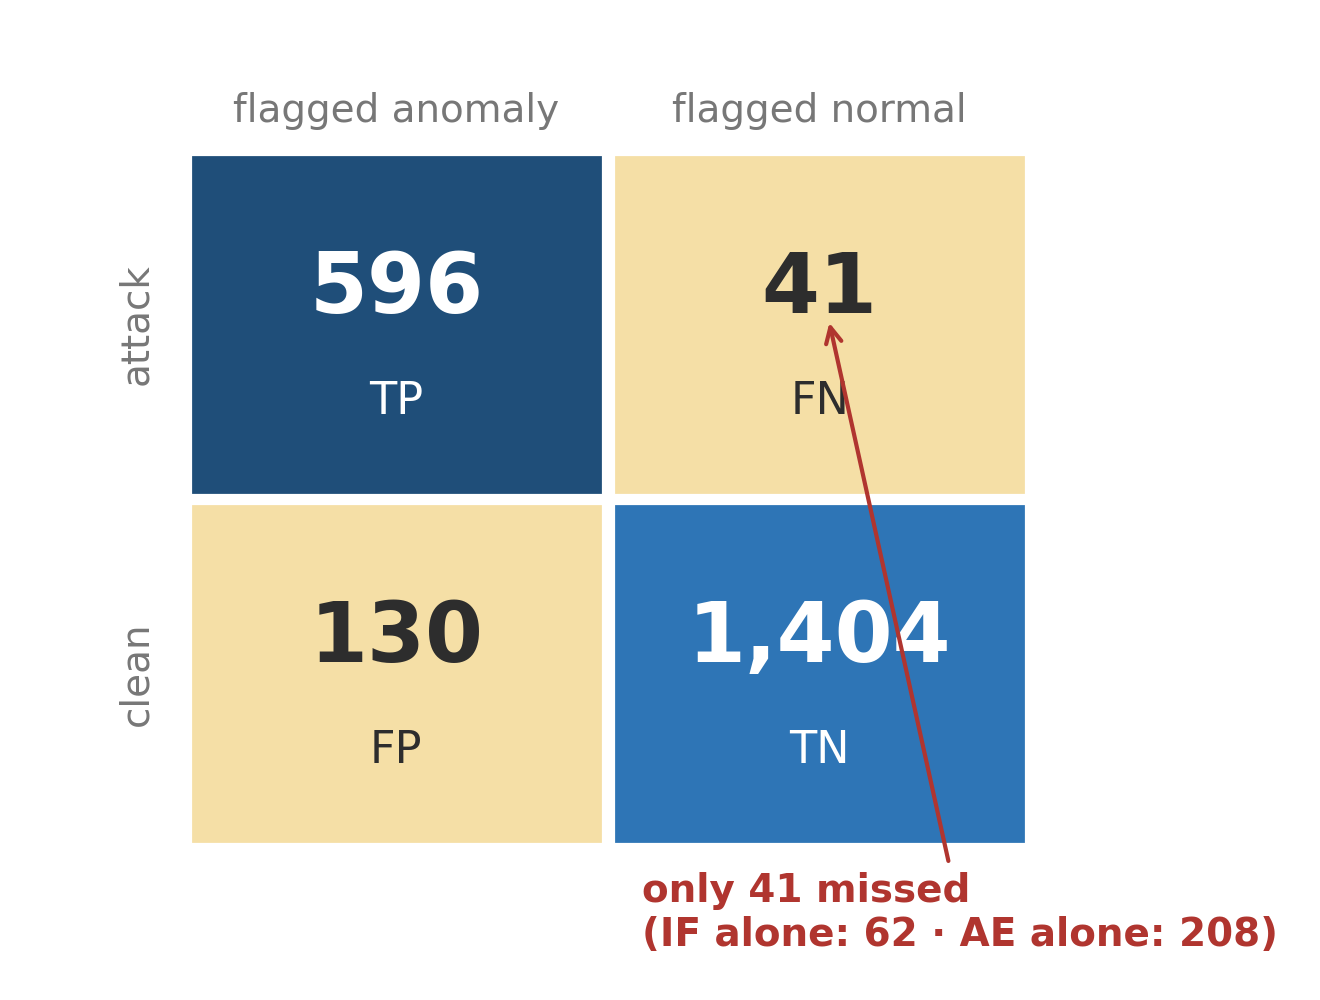 flagged anomaly
flagged normal
attack
596
41
TP
FN
clean
130
1,404
FP
TN
only 41 missed
(IF alone: 62 · AE alone: 208)